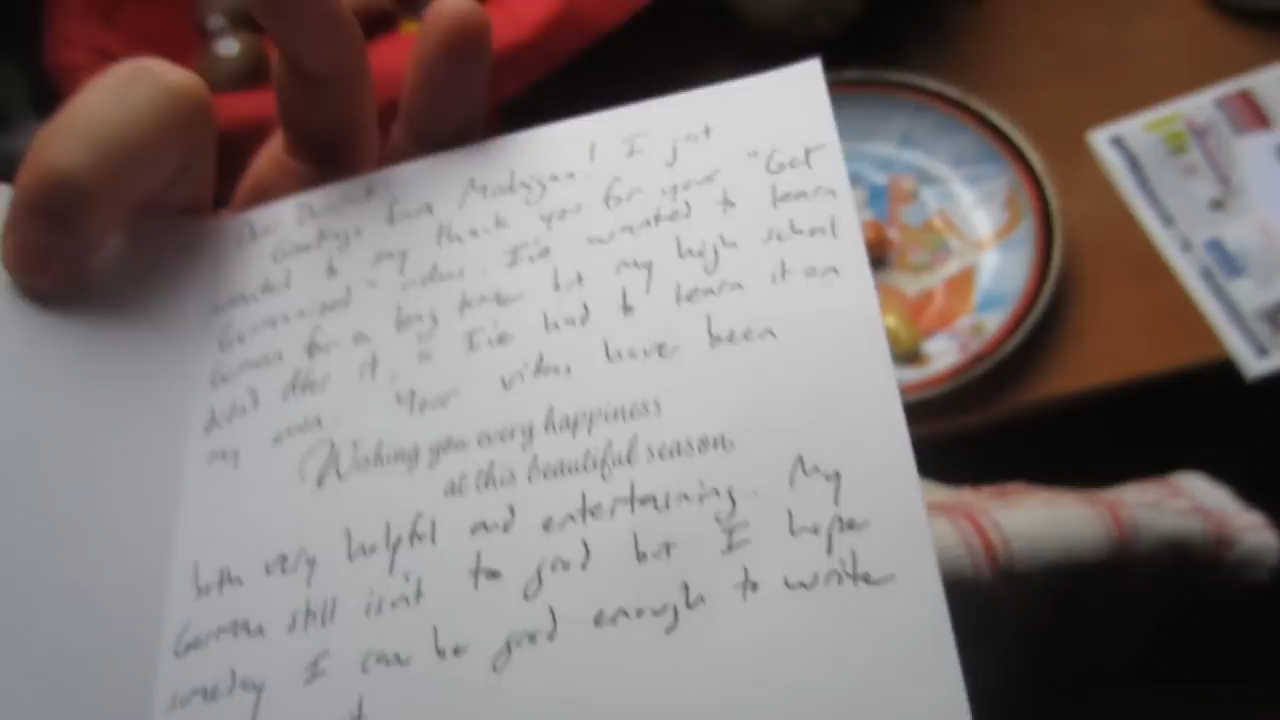 Greetings from Michigan! I just
wanted to say thank you for your "Get
Germanized" videos. I've wanted to learn
German for a long time but my high school
didn't offer it, so I've had to learn it on
my own. Your videos have been
Wishing you every happiness
at this beautiful season.
both very helpful and entertaining. My
German still isn't too good but I hope
someday I can be good enough to write